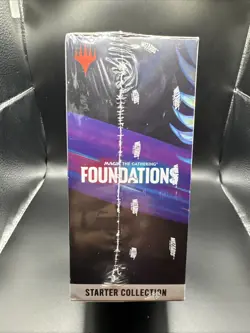 MAGIC THE GATHERING
FOUNDATIONS
STARTER COLLECTION